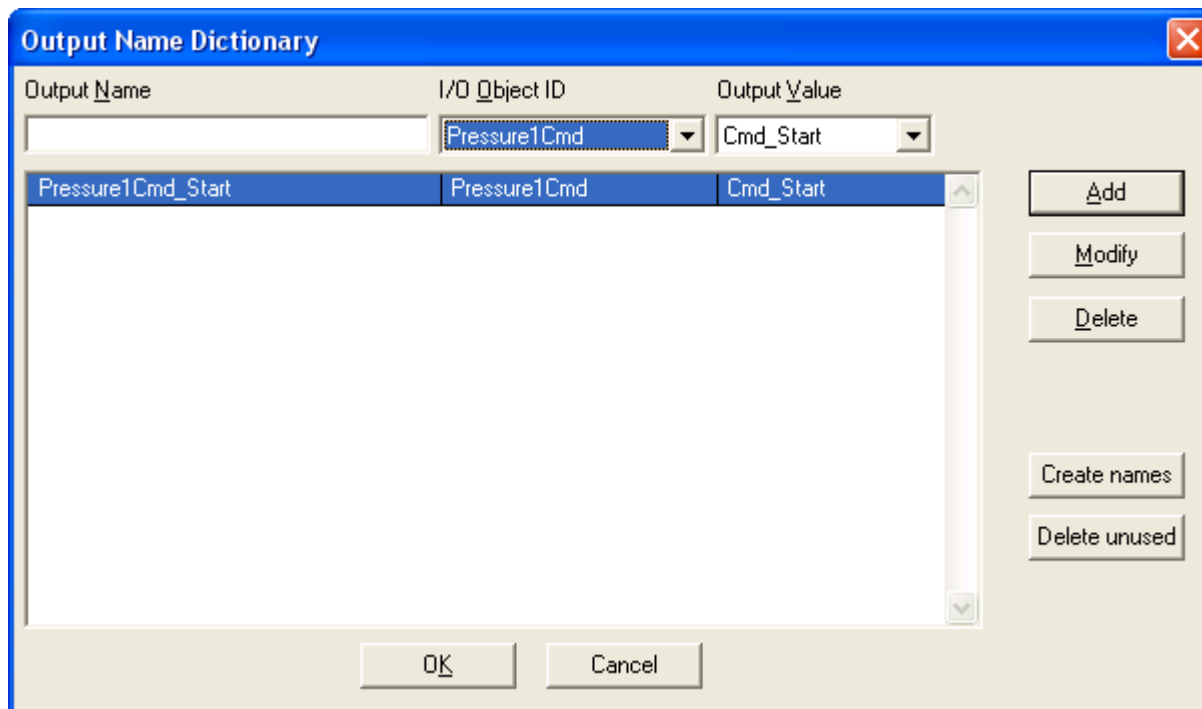 Output Name Dictionary
Output Name I/O Object ID Output Value
Pressure1Cmd Cmd_Start
Pressure1Cmd_Start Pressure1Cmd Cmd_Start
Add
Modify
Delete
Create names
Delete unused
OK Cancel